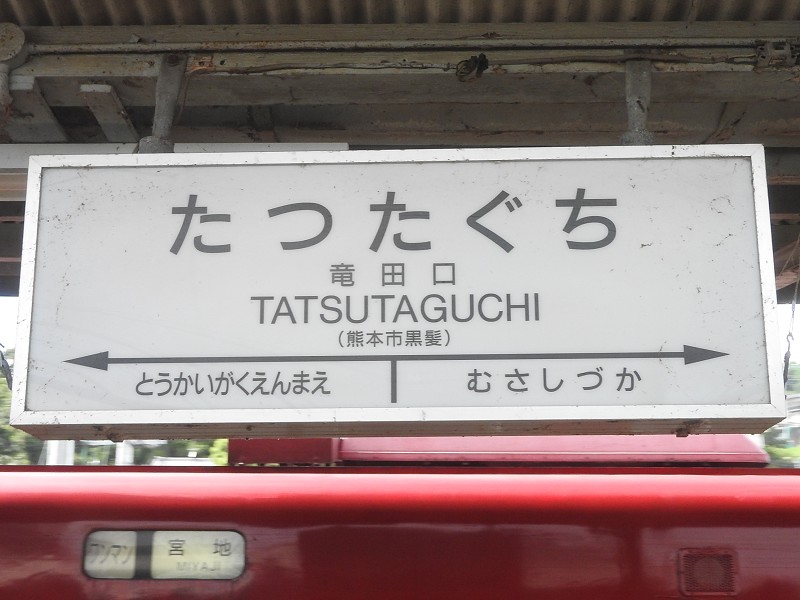 たつたぐち
竜田口
TATSUTAGUCHI
(熊本市黒髪)
とうかいがくえんまえ むさしづか
ワンマン 宮地
MIYAJI